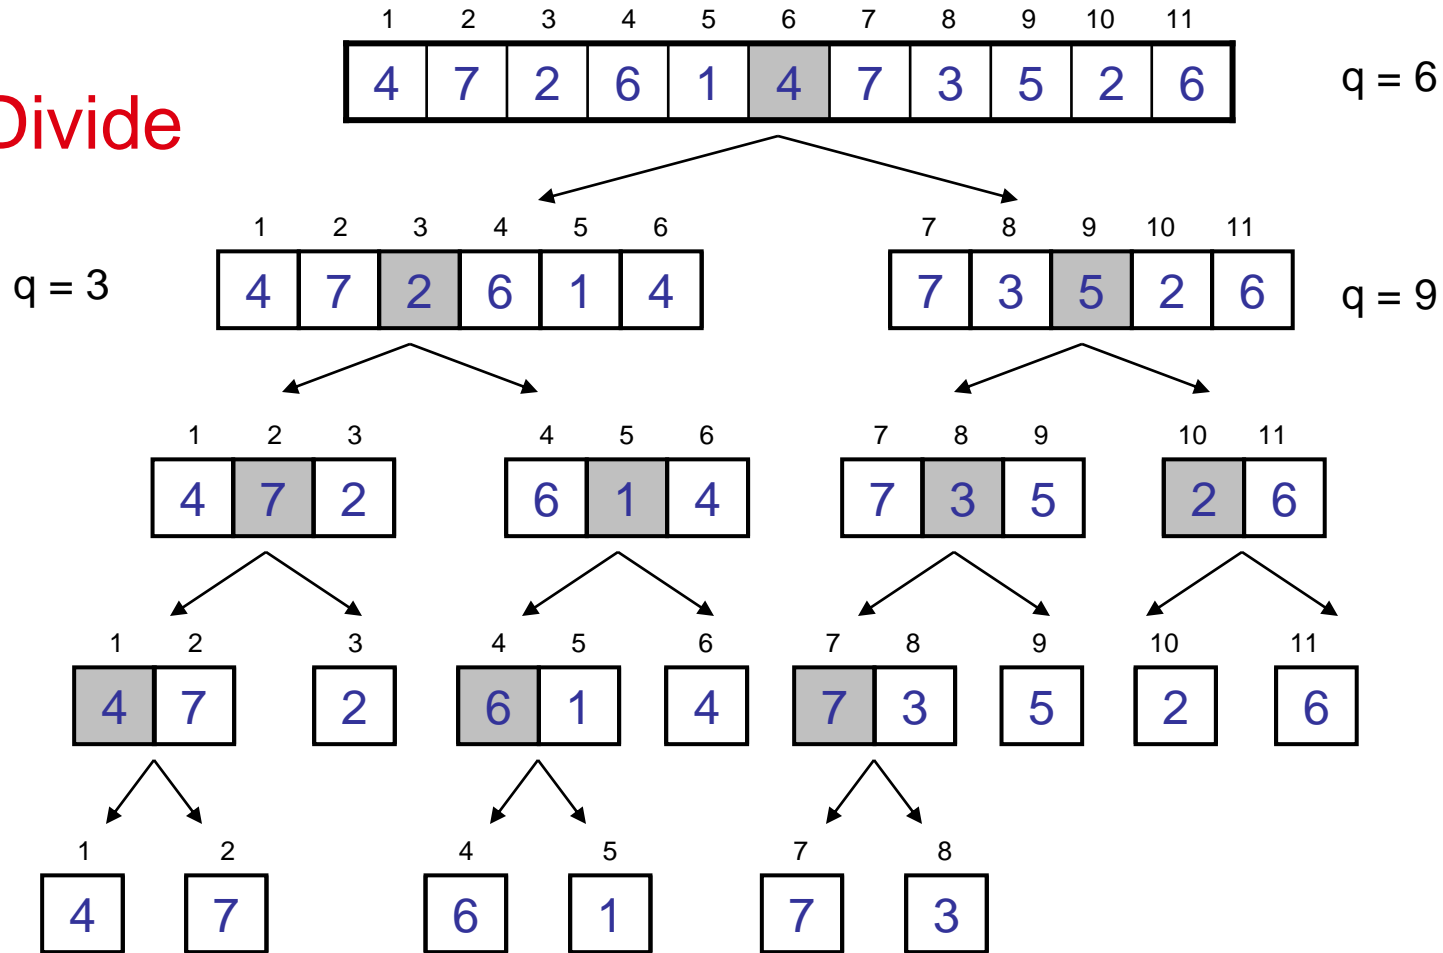 1 2 3 4 5 6 7 8 9 10 11
4 7 2 6 1 4 7 3 5 2 6 q = 6
Divide
1 2 3 4 5 6 7 8 9 10 11
q = 3 4 7 2 6 1 4 7 3 5 2 6 q = 9
1 2 3 4 5 6 7 8 9 10 11
4 7 2 6 1 4 7 3 5 2 6
1 2 3 4 5 6 7 8 9 10 11
4 7 2 6 1 4 7 3 5 2 6
1 2 4 5 7 8
4 7 6 1 7 3